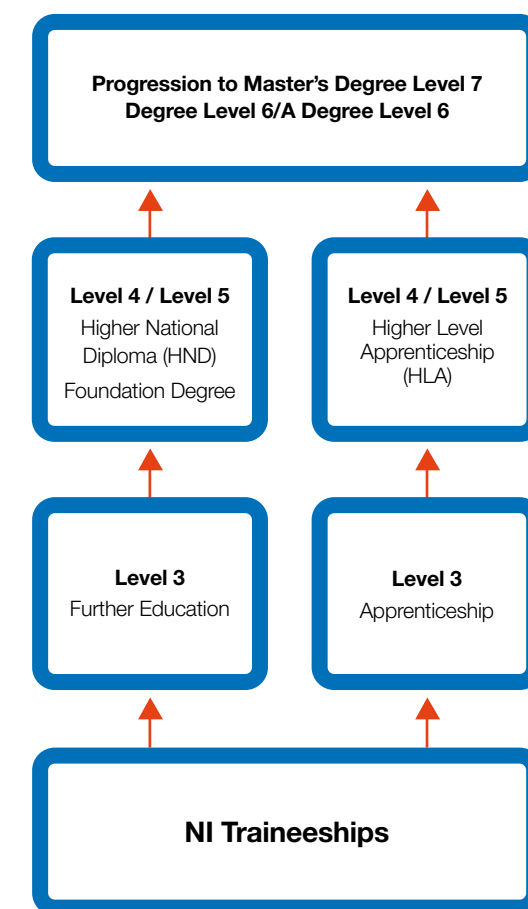 Progression to Master's Degree Level 7
Degree Level 6/A Degree Level 6
Level 4 / Level 5
Higher National
Diploma (HND)
Foundation Degree
Level 4 / Level 5
Higher Level
Apprenticeship
(HLA)
Level 3
Further Education
Level 3
Apprenticeship
NI Traineeships